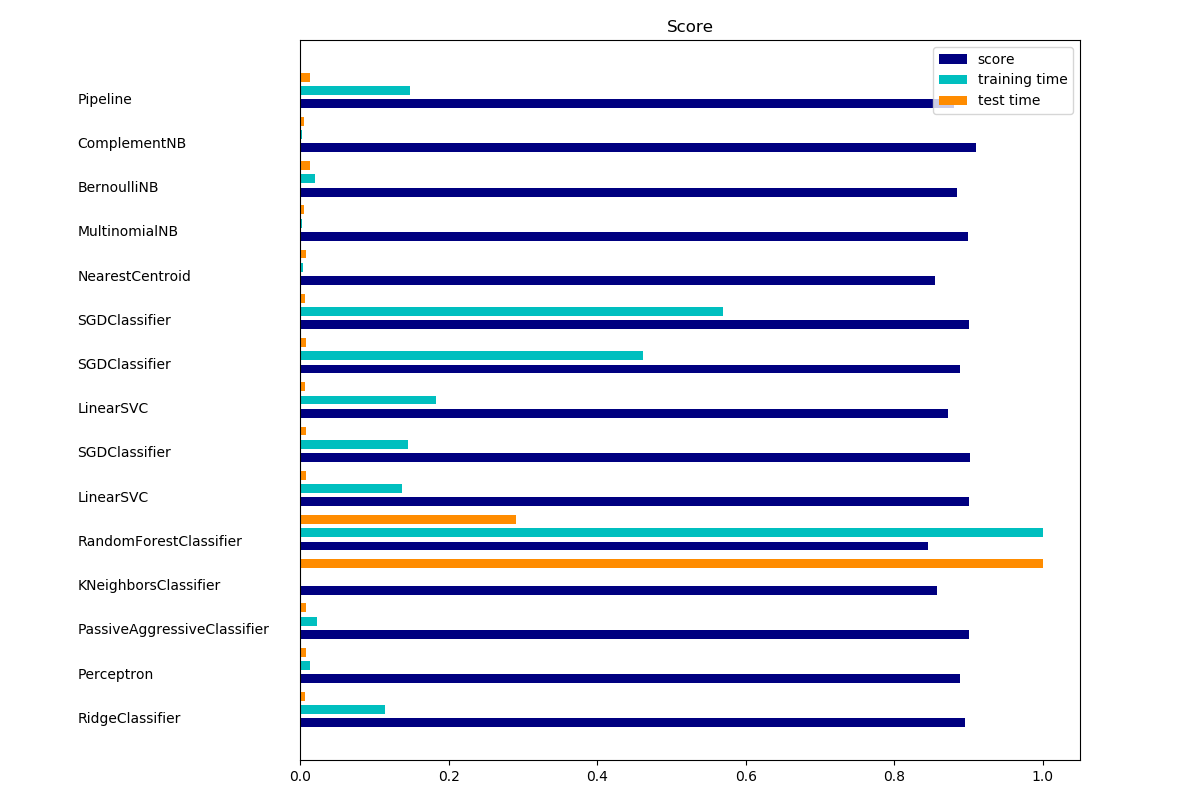 Score
score
training time
test time
Pipeline
ComplementNB
BernoulliNB
MultinomialNB
NearestCentroid
SGDClassifier
SGDClassifier
LinearSVC
SGDClassifier
LinearSVC
RandomForestClassifier
KNeighborsClassifier
PassiveAggressiveClassifier
Perceptron
RidgeClassifier
0.0 0.2 0.4 0.6 0.8 1.0